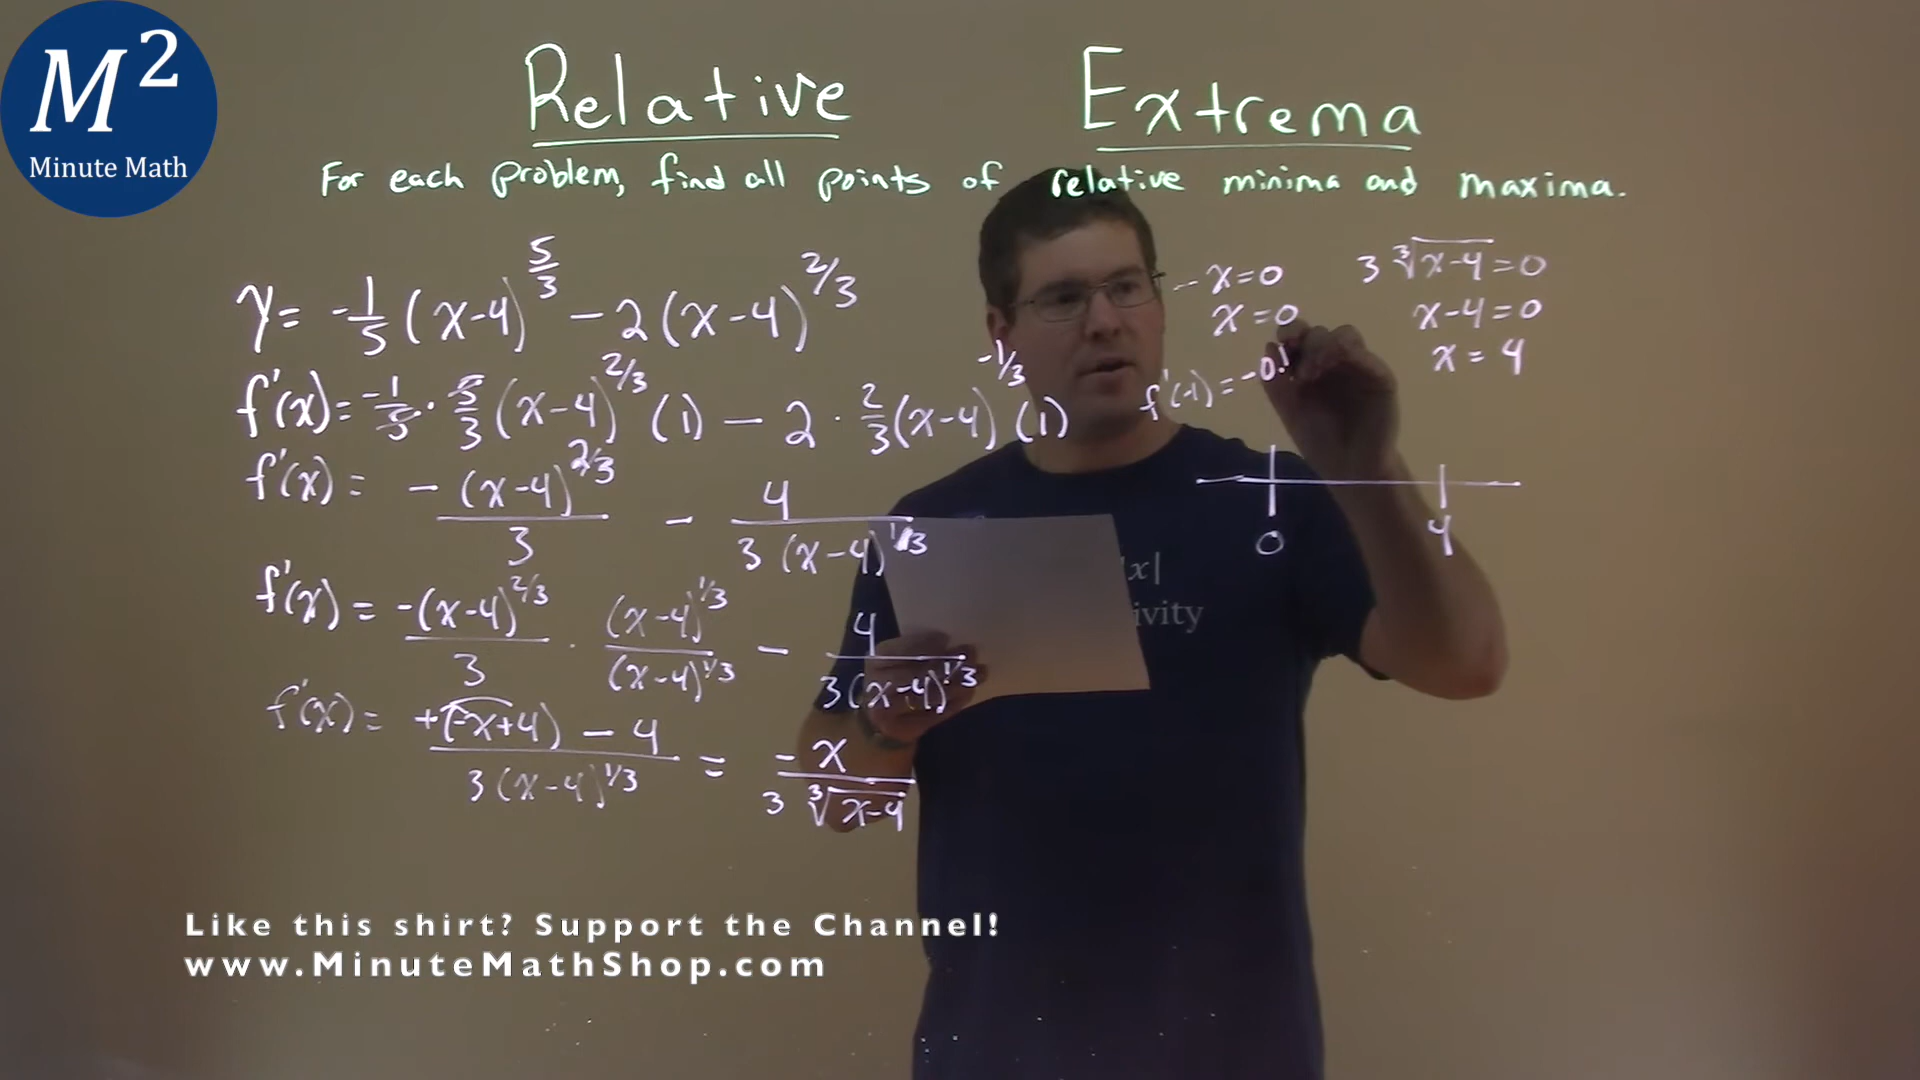 M²
Minute Math
Relative Extrema
For each problem, find all points of relative minima and maxima.
y = -1/5 (x-4)^5/3 - 2(x-4)^2/3
f'(x) = -1/5 · 5/3 (x-4)^2/3 (1) - 2 · 2/3 (x-4)^-1/3 (1)
f'(x) = -(x-4)^2/3 / 3 - 4 / 3(x-4)^1/3
f'(x) = -(x-4)^2/3 / 3 · (x-4)^1/3 / (x-4)^1/3 - 4 / 3(x-4)^1/3
f'(x) = +(-x+4) - 4 / 3(x-4)^1/3 = -x / 3 ∛x-4
-x=0
x=0
3 ∛x-4 = 0
x-4=0
x=4
f'(-1) = -0.1
0 4
|x|
Like this shirt? Support the Channel!
www.MinuteMathShop.com